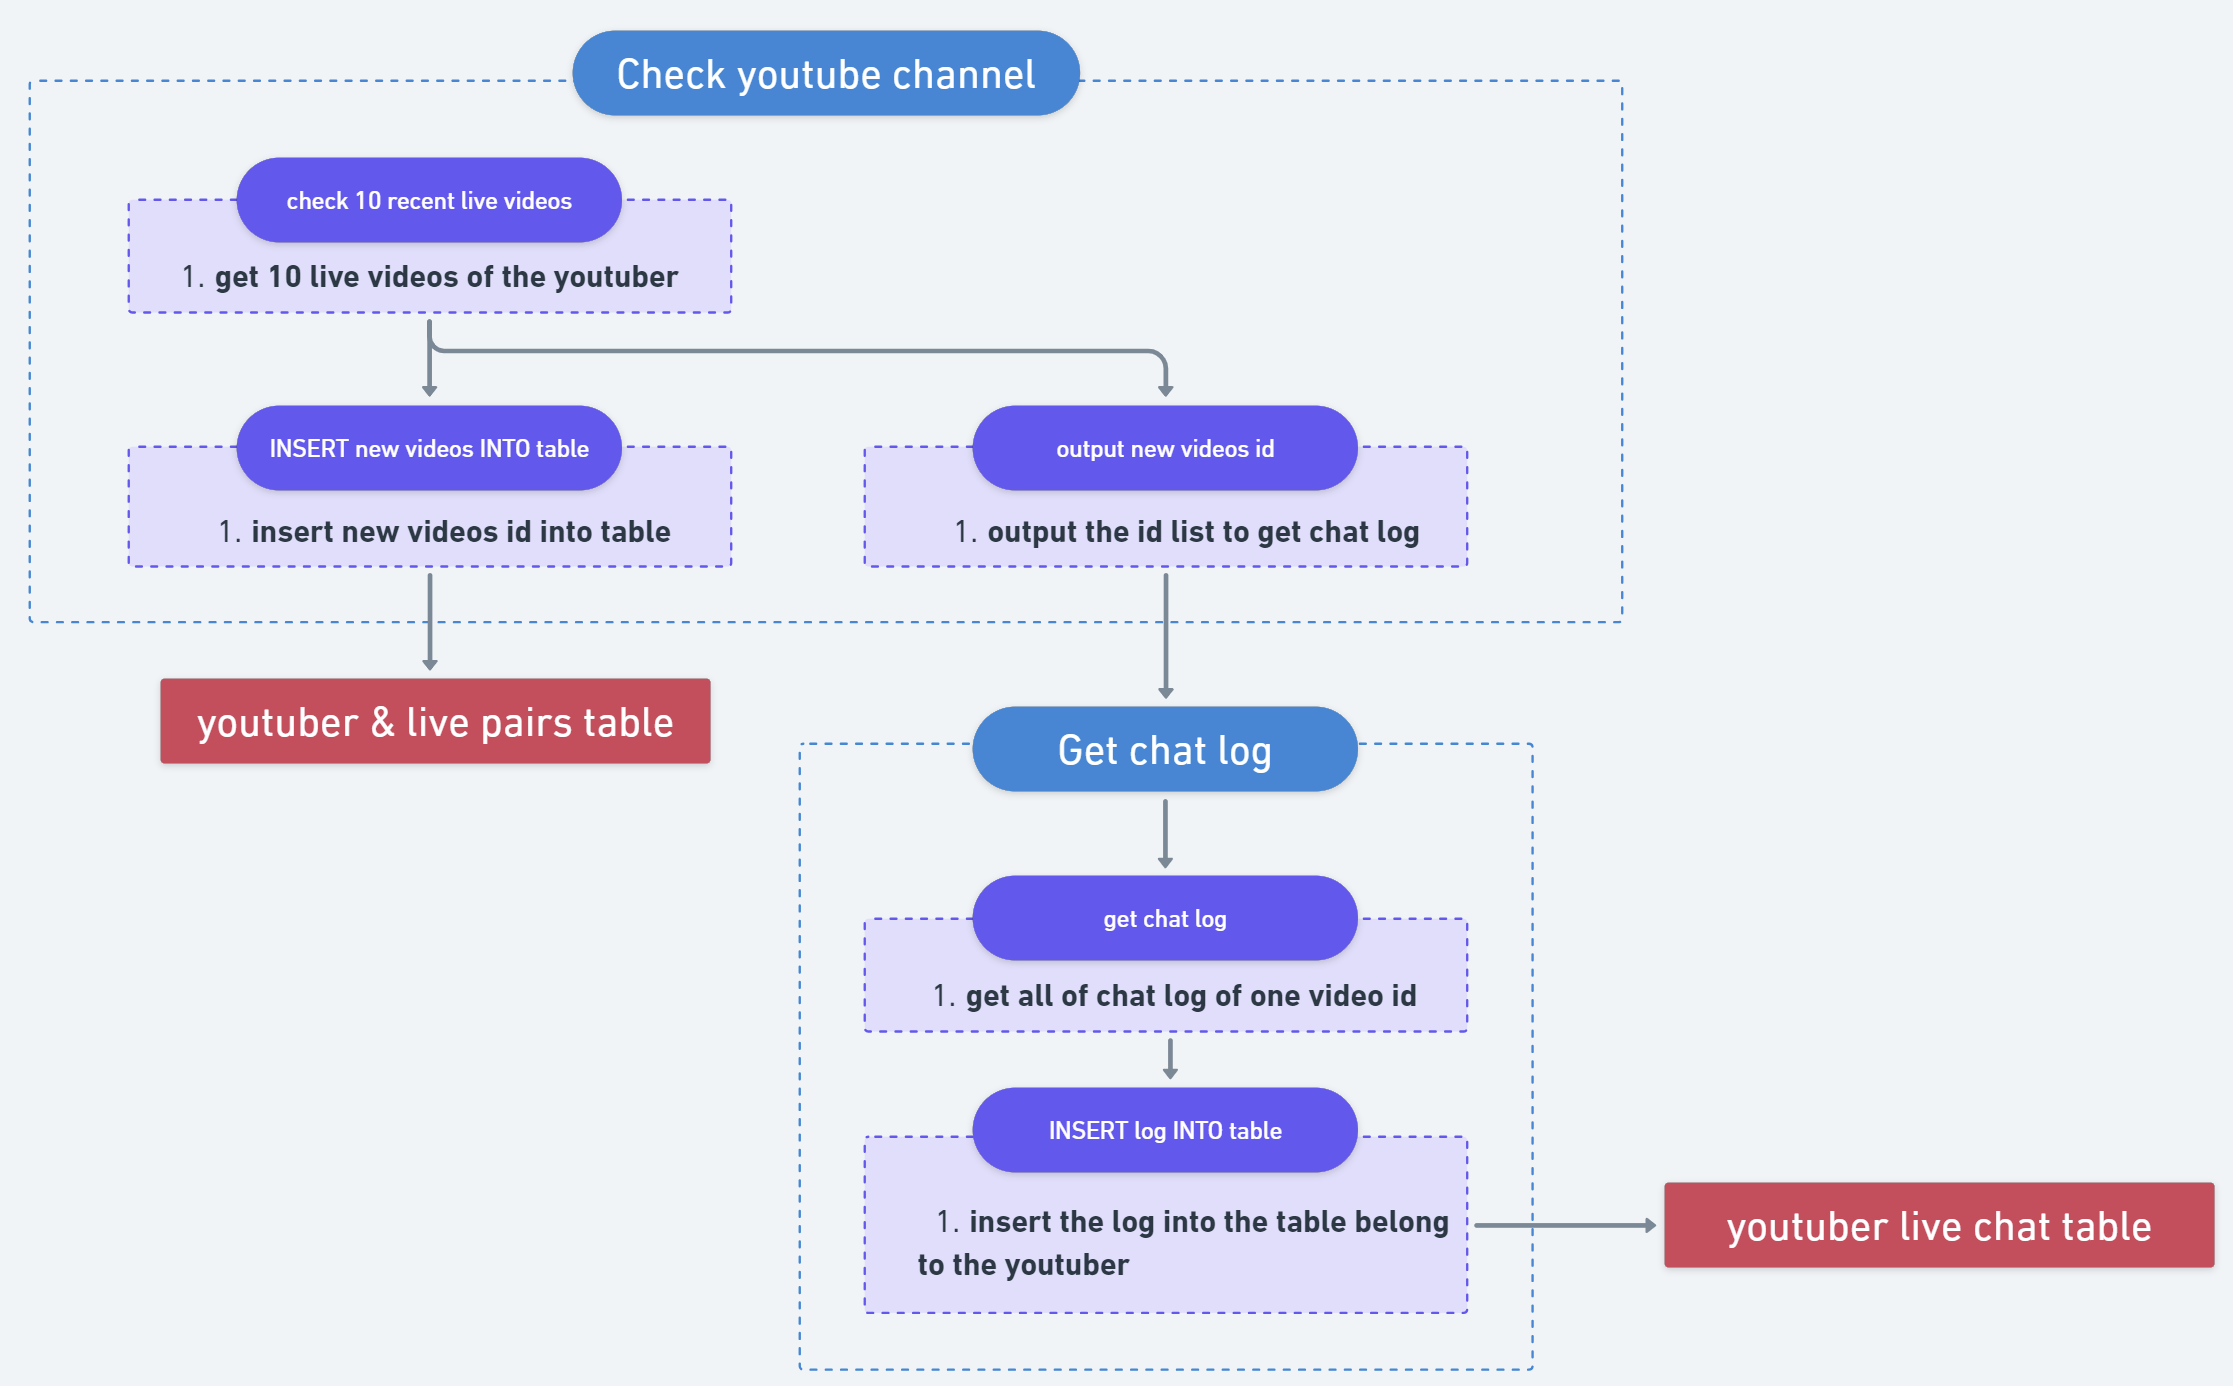 Check youtube channel
check 10 recent live videos
1. get 10 live videos of the youtuber
INSERT new videos INTO table
1. insert new videos id into table
output new videos id
1. output the id list to get chat log
youtuber & live pairs table
Get chat log
get chat log
1. get all of chat log of one video id
INSERT log INTO table
1. insert the log into the table belong
to the youtuber
youtuber live chat table